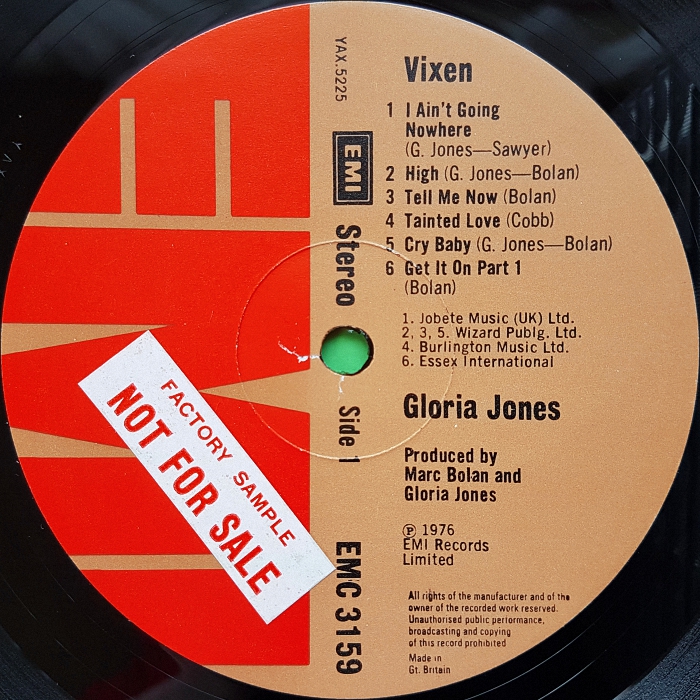 Vixen
1 I Ain't Going
Nowhere
(G. Jones—Sawyer)
2 High (G. Jones—Bolan)
3 Tell Me Now (Bolan)
4 Tainted Love (Cobb)
5 Cry Baby (G. Jones—Bolan)
6 Get It On Part 1
(Bolan)
1. Jobete Music (UK) Ltd.
2, 3, 5. Wizard Publg. Ltd.
4. Burlington Music Ltd.
6. Essex International
Gloria Jones
Produced by
Marc Bolan and
Gloria Jones
Ⓟ 1976
EMI Records
Limited
All rights of the manufacturer and of the
owner of the recorded work reserved.
Unauthorised public performance,
broadcasting and copying
of this record prohibited
Made in
Gt. Britain
YAX.5225
EMI
Stereo
Side 1
EMC 3159
EMI
FACTORY SAMPLE
NOT FOR SALE